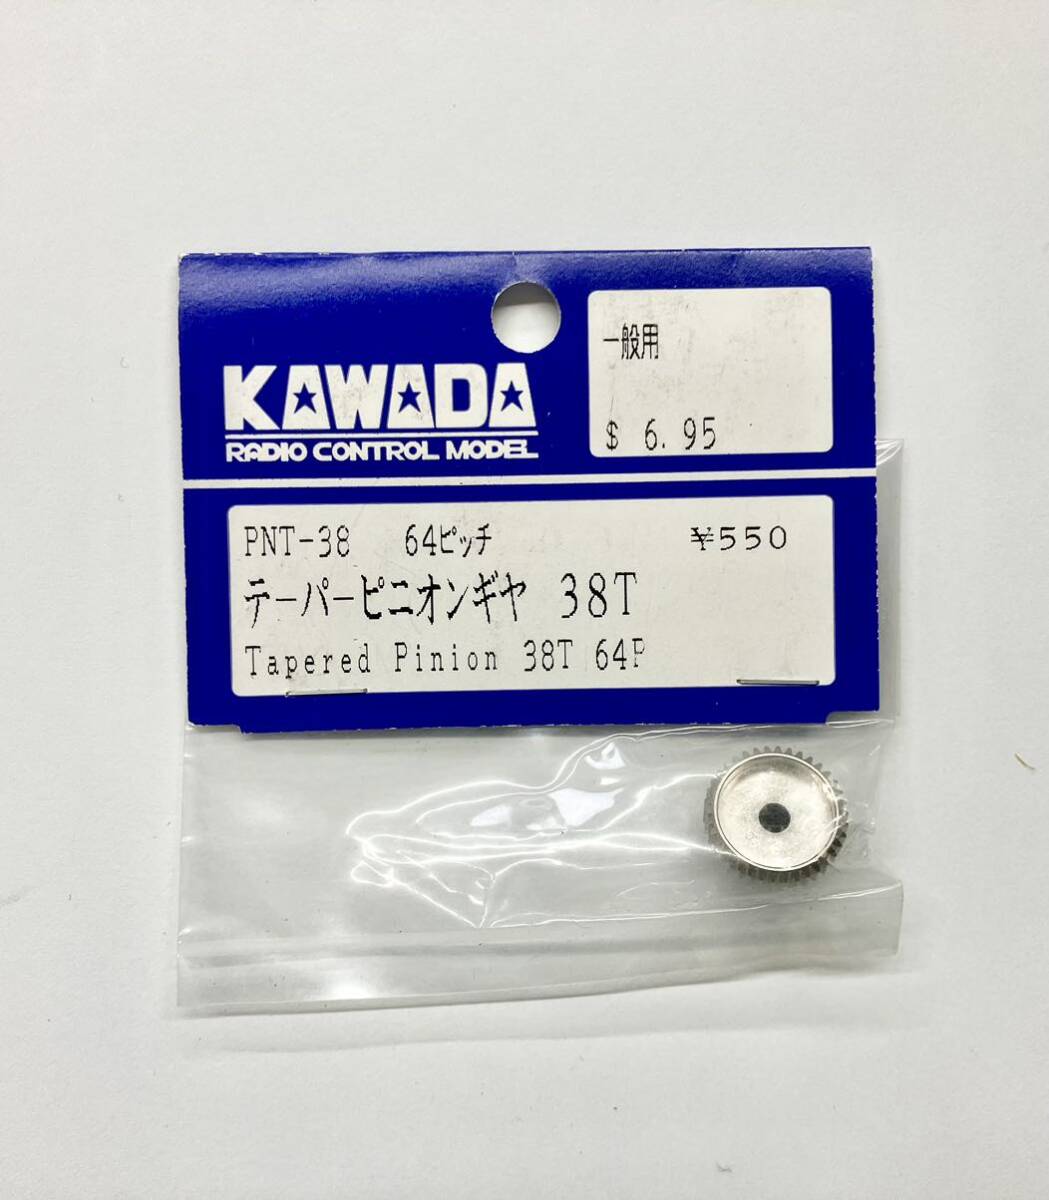 KAWADA
RADIO CONTROL MODEL
一般用
$ 6.95
PNT-38 64ピッチ ¥550
テーパーピニオンギヤ 38T
Tapered Pinion 38T 64P